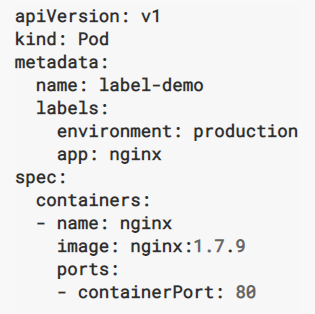 apiVersion: v1
kind: Pod
metadata:
  name: label-demo
  labels:
    environment: production
    app: nginx
spec:
  containers:
  - name: nginx
    image: nginx:1.7.9
    ports:
    - containerPort: 80